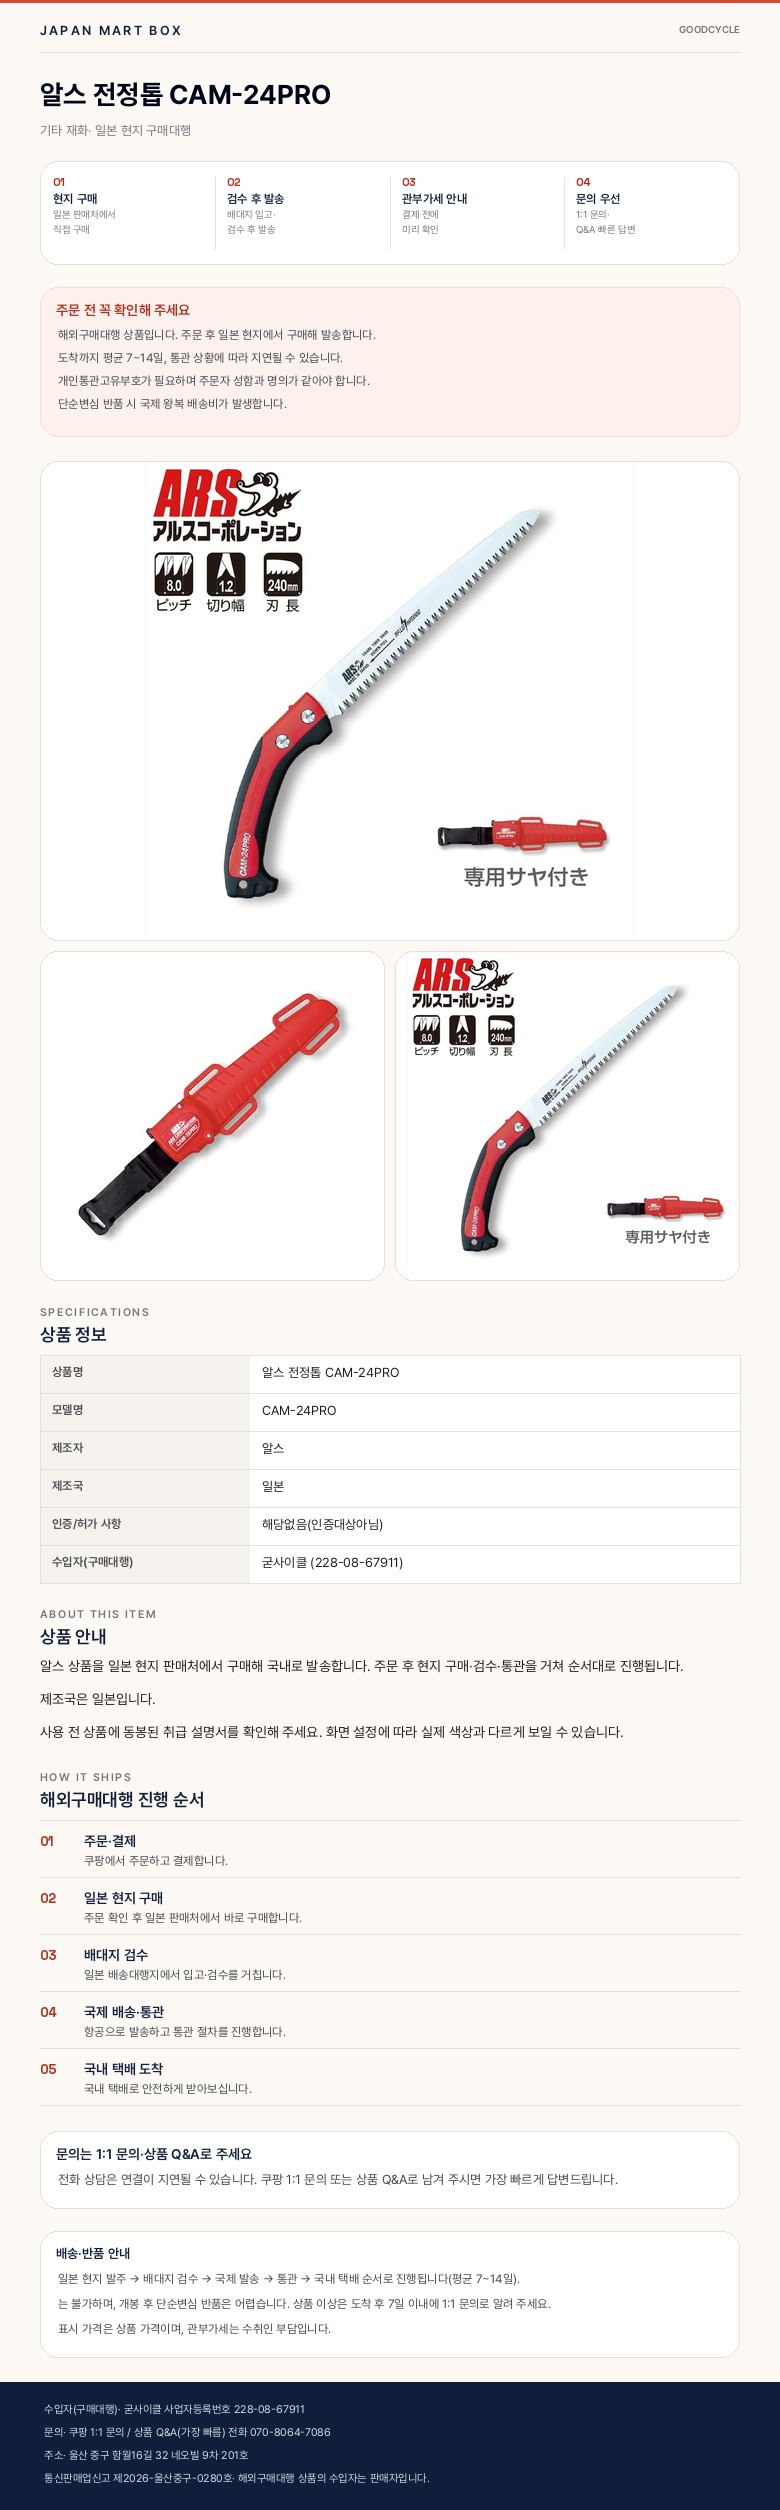 JAPAN MART BOX
GOODCYCLE
알스 전정톱 CAM-24PRO
기타 재화· 일본 현지 구매대행
01
현지 구매
일본 판매처에서
직접 구매
02
검수 후 발송
배대지 입고·
검수 후 발송
03
관부가세 안내
결제 전에
미리 확인
04
문의 우선
1:1 문의·
Q&A 빠른 답변
주문 전 꼭 확인해 주세요
해외구매대행 상품입니다. 주문 후 일본 현지에서 구매해 발송합니다.
도착까지 평균 7~14일, 통관 상황에 따라 지연될 수 있습니다.
개인통관고유부호가 필요하며 주문자 성함과 명의가 같아야 합니다.
단순변심 반품 시 국제 왕복 배송비가 발생합니다.
ARS
アルスコーポレーション
8.0 1.2 240mm
ピッチ 切り幅 刃長
ARS
CAM-24PRO
専用サヤ付き
ARS
ARS
アルスコーポレーション
8.0 1.2 240mm
ピッチ 切り幅 刃長
ARS
CAM-24PRO
専用サヤ付き
SPECIFICATIONS
상품 정보
상품명 알스 전정톱 CAM-24PRO
모델명 CAM-24PRO
제조자 알스
제조국 일본
인증/허가 사항 해당없음(인증대상아님)
수입자(구매대행) 굳사이클 (228-08-67911)
ABOUT THIS ITEM
상품 안내
알스 상품을 일본 현지 판매처에서 구매해 국내로 발송합니다. 주문 후 현지 구매·검수·통관을 거쳐 순서대로 진행됩니다.
제조국은 일본입니다.
사용 전 상품에 동봉된 취급 설명서를 확인해 주세요. 화면 설정에 따라 실제 색상과 다르게 보일 수 있습니다.
HOW IT SHIPS
해외구매대행 진행 순서
01 주문·결제
쿠팡에서 주문하고 결제합니다.
02 일본 현지 구매
주문 확인 후 일본 판매처에서 바로 구매합니다.
03 배대지 검수
일본 배송대행지에서 입고·검수를 거칩니다.
04 국제 배송·통관
항공으로 발송하고 통관 절차를 진행합니다.
05 국내 택배 도착
국내 택배로 안전하게 받아보십니다.
문의는 1:1 문의·상품 Q&A로 주세요
전화 상담은 연결이 지연될 수 있습니다. 쿠팡 1:1 문의 또는 상품 Q&A로 남겨 주시면 가장 빠르게 답변드립니다.
배송·반품 안내
일본 현지 발주 → 배대지 검수 → 국제 발송 → 통관 → 국내 택배 순서로 진행됩니다(평균 7~14일).
는 불가하며, 개봉 후 단순변심 반품은 어렵습니다. 상품 이상은 도착 후 7일 이내에 1:1 문의로 알려 주세요.
표시 가격은 상품 가격이며, 관부가세는 수취인 부담입니다.
수입자(구매대행)· 굳사이클 사업자등록번호 228-08-67911
문의· 쿠팡 1:1 문의 / 상품 Q&A(가장 빠름) 전화 070-8064-7086
주소· 울산 중구 함월16길 32 네오빌 9차 201호
통신판매업신고 제2026-울산중구-0280호· 해외구매대행 상품의 수입자는 판매자입니다.